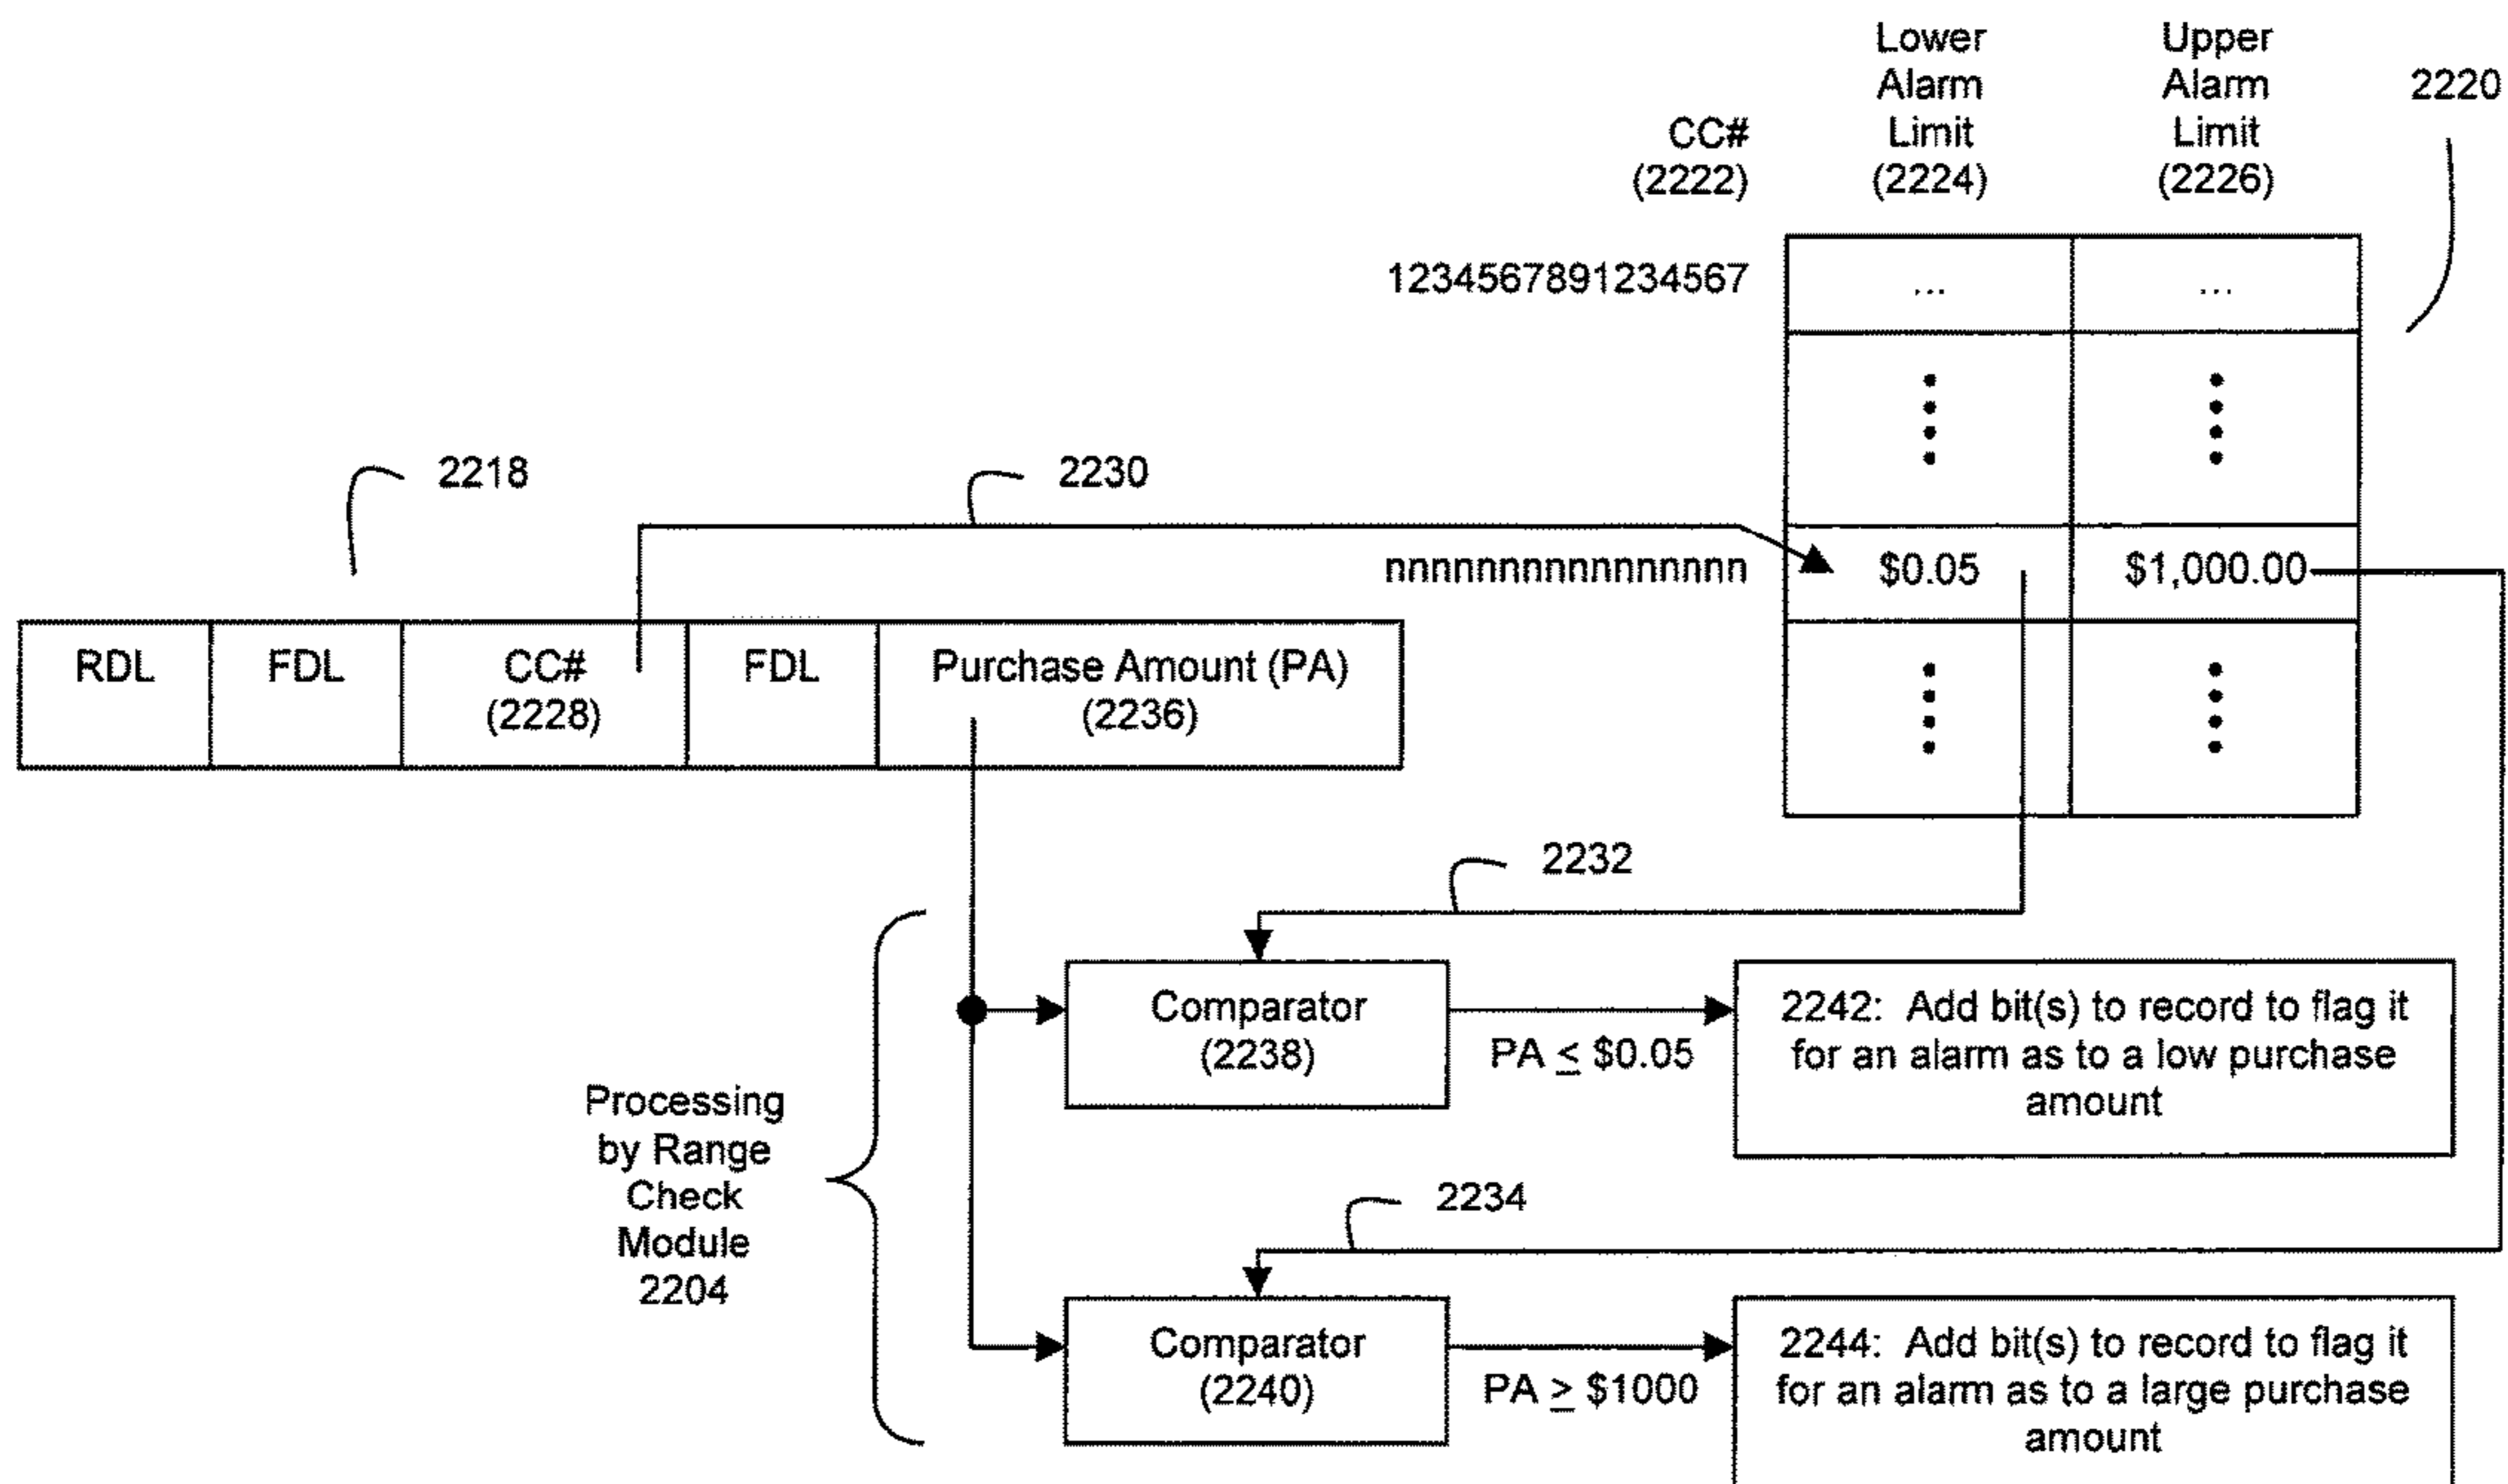 Lower
Alarm
Limit
(2224)
Upper
Alarm
Limit
(2226)
2220
CC#
(2222)
1234567891234567
...
...
2218
2230
nnnnnnnnnnnnnnnn
$0.05
$1,000.00
RDL
FDL
CC#
(2228)
FDL
Purchase Amount (PA)
(2236)
2232
Comparator
(2238)
PA ≤ $0.05
2242: Add bit(s) to record to flag it
for an alarm as to a low purchase
amount
Processing
by Range
Check
Module
2204
2234
Comparator
(2240)
PA ≥ $1000
2244: Add bit(s) to record to flag it
for an alarm as to a large purchase
amount